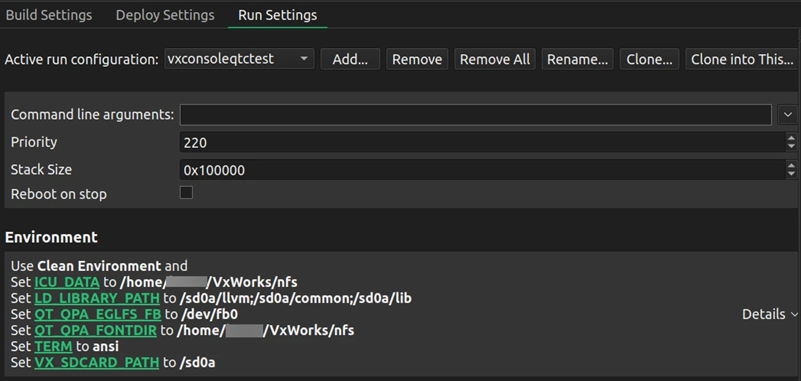 Build Settings Deploy Settings Run Settings
Active run configuration: vxconsoleqtctest Add... Remove Remove All Rename... Clone... Clone into This...
Command line arguments:
Priority 220
Stack Size 0x100000
Reboot on stop
Environment
Use Clean Environment and
Set ICU_DATA to /home/ /VxWorks/nfs
Set LD_LIBRARY_PATH to /sd0a/llvm;/sd0a/common;/sd0a/lib
Set QT_QPA_EGLFS_FB to /dev/fb0 Details
Set QT_QPA_FONTDIR to /home/ /VxWorks/nfs
Set TERM to ansi
Set VX_SDCARD_PATH to /sd0a